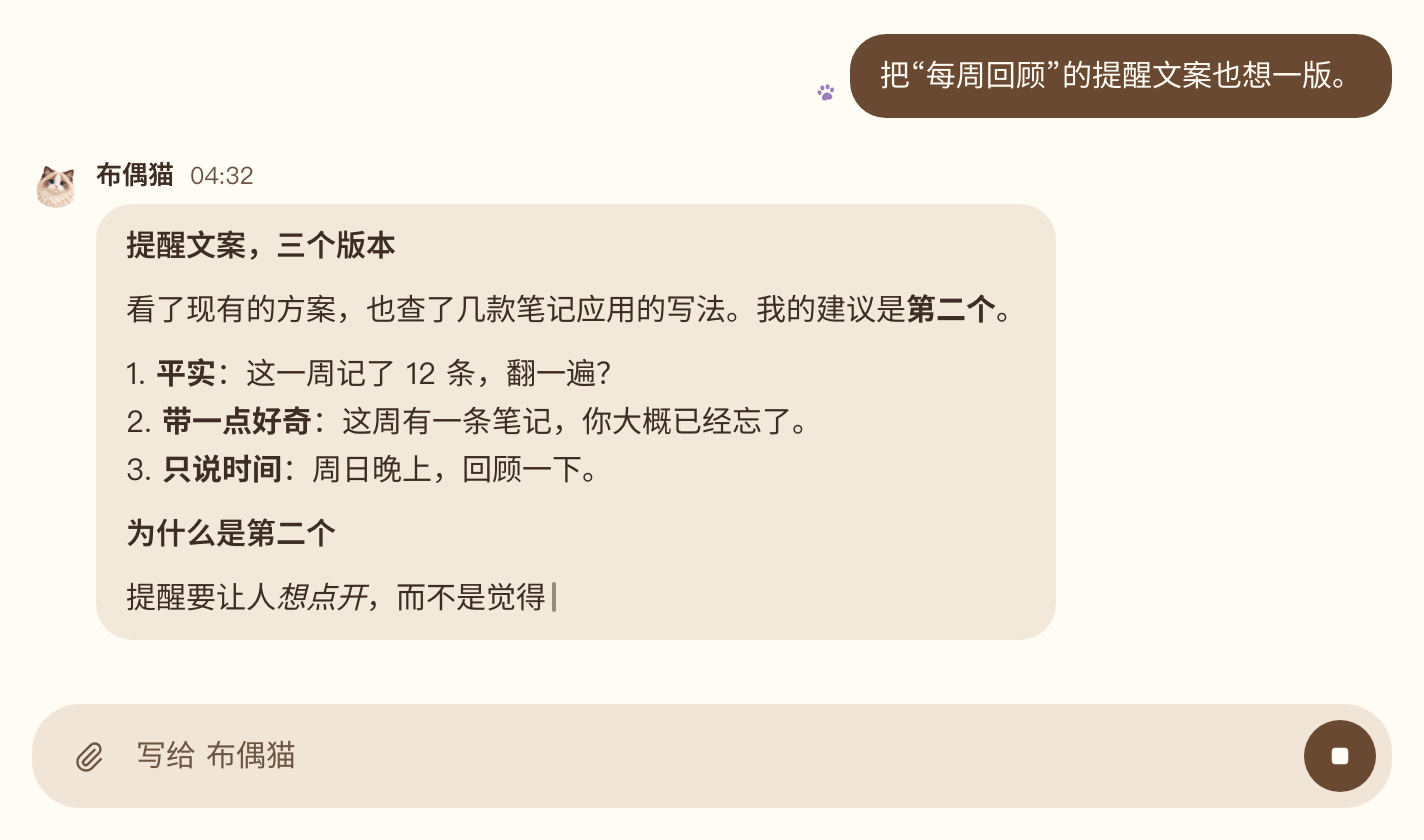 把“每周回顾”的提醒文案也想一版。
布偶猫 04:32
提醒文案，三个版本
看了现有的方案，也查了几款笔记应用的写法。我的建议是第二个。
1. 平实：这一周记了 12 条，翻一遍？
2. 带一点好奇：这周有一条笔记，你大概已经忘了。
3. 只说时间：周日晚上，回顾一下。
为什么是第二个
提醒要让人想点开，而不是觉得
写给 布偶猫